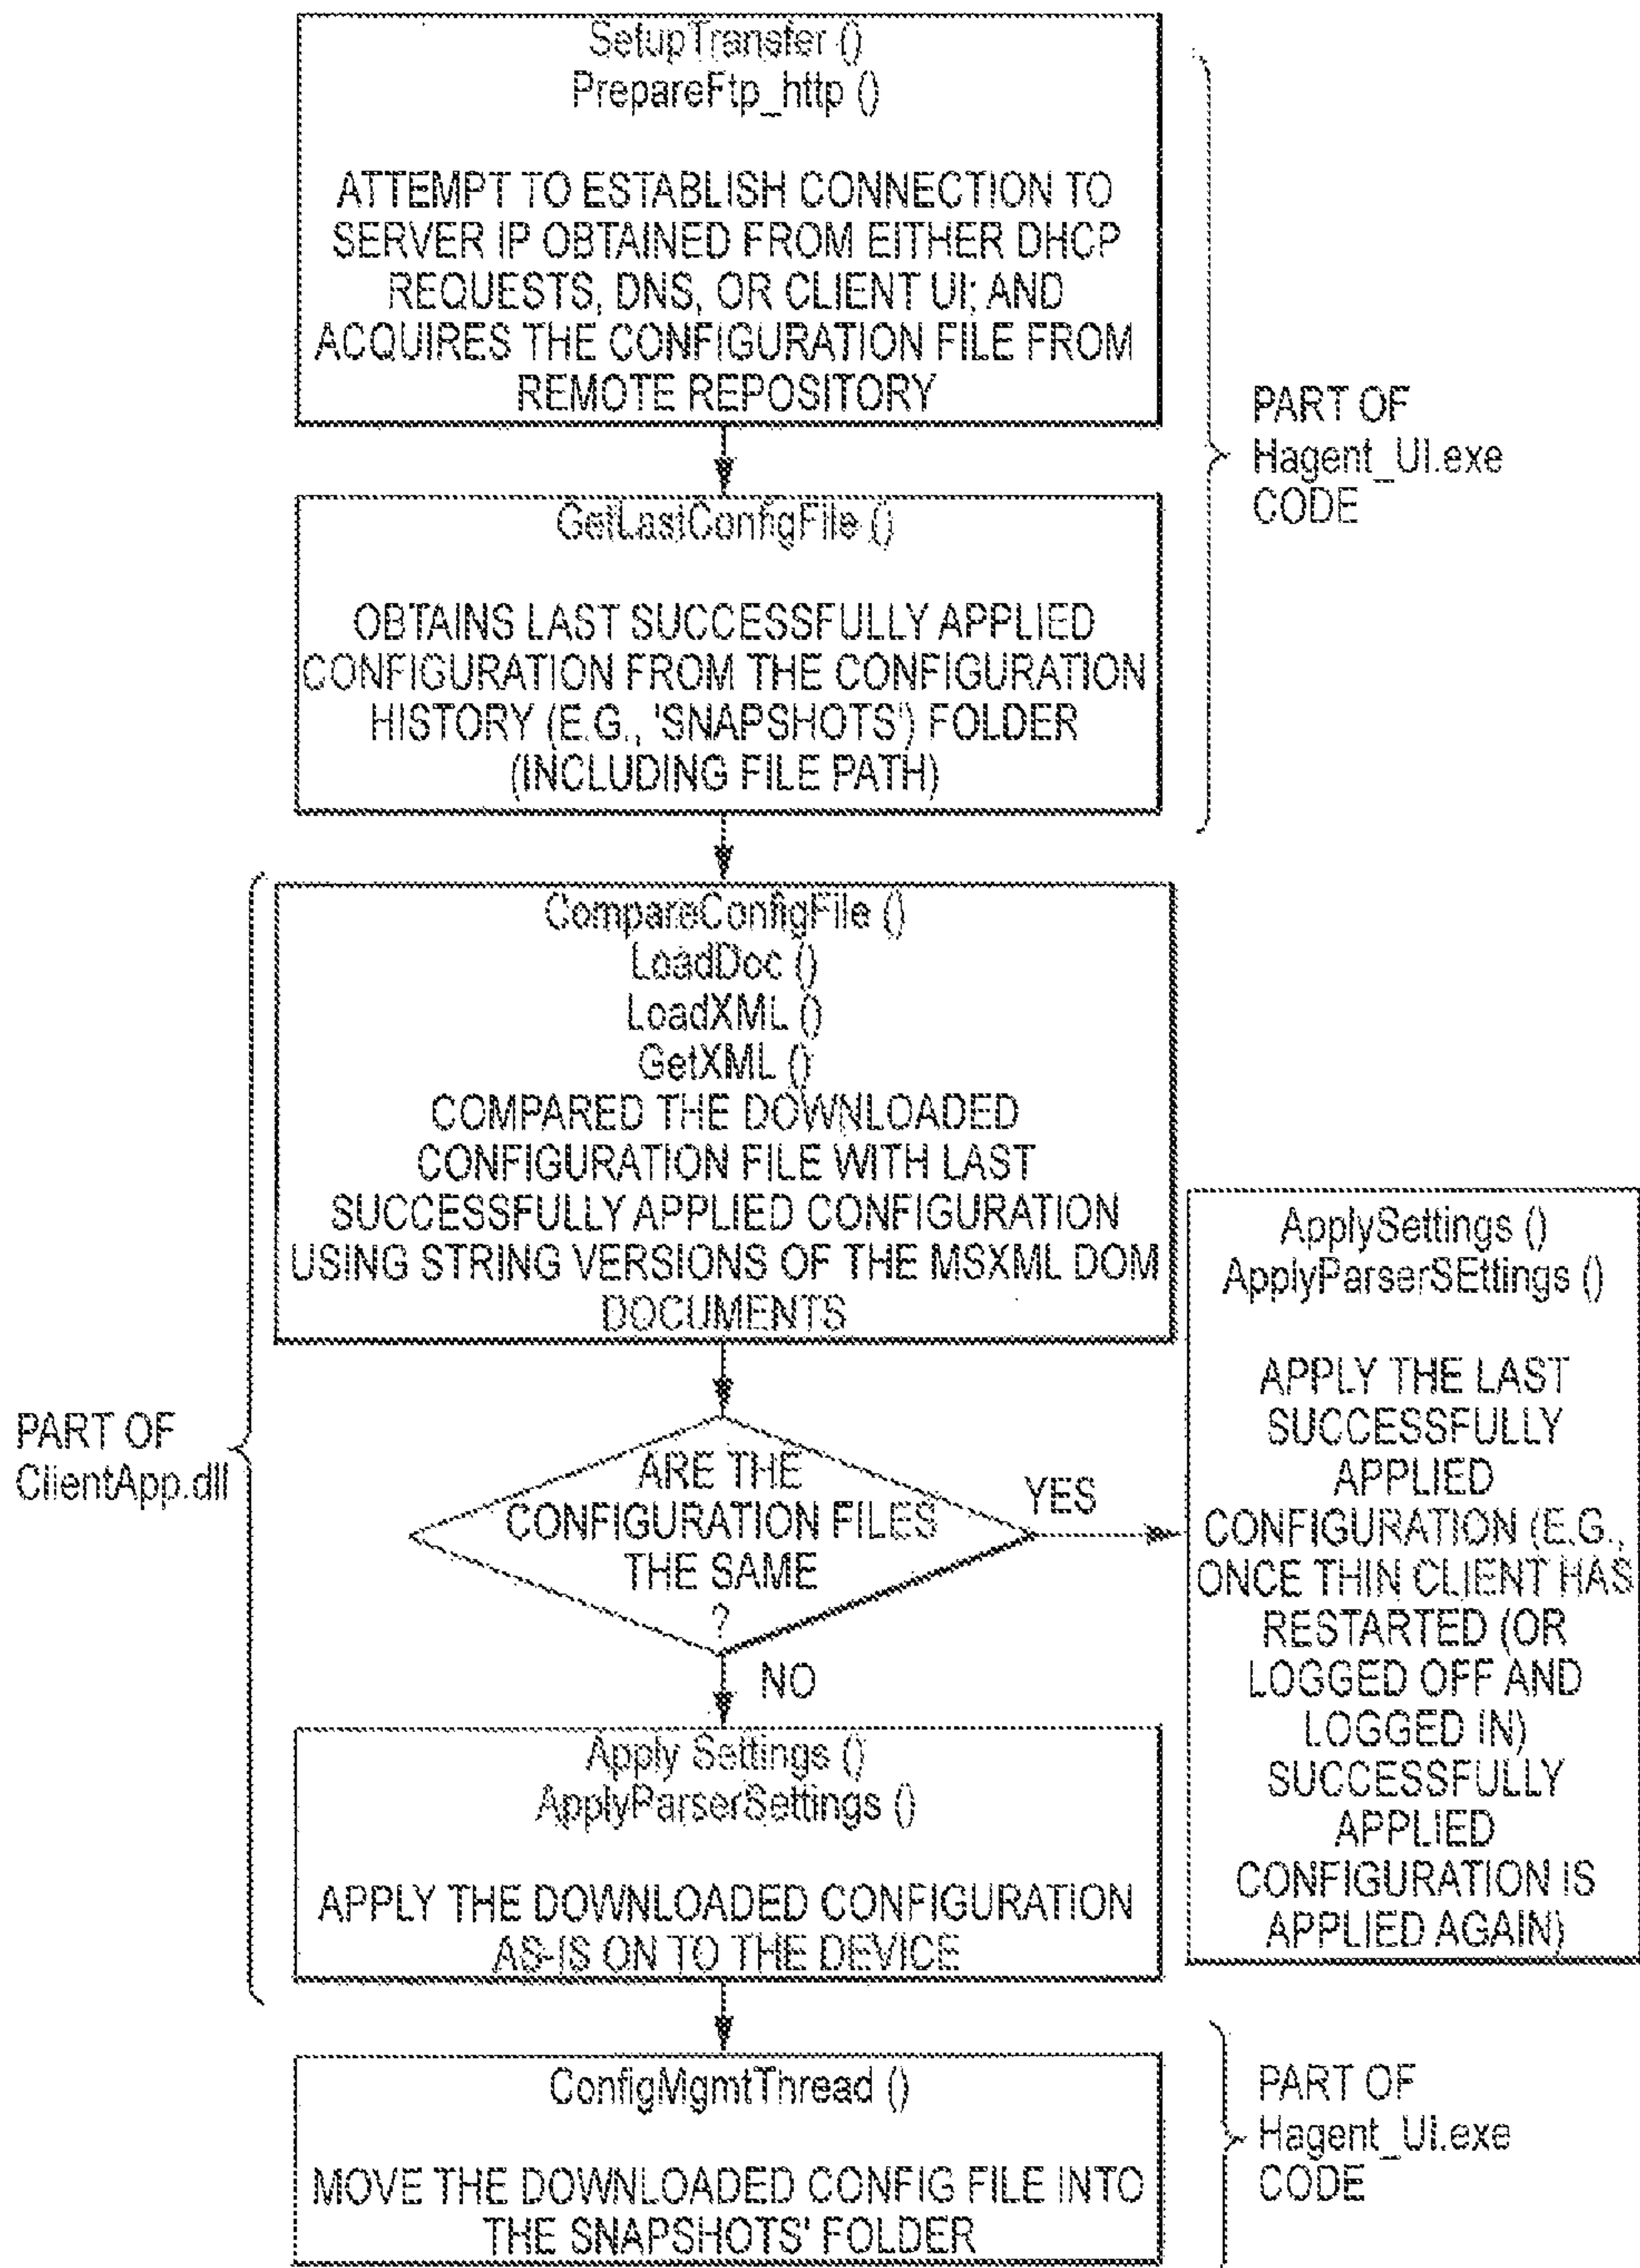 SetupTransfer ()
PrepareFtp_http ()
ATTEMPT TO ESTABLISH CONNECTION TO
SERVER IP OBTAINED FROM EITHER DHCP
REQUESTS, DNS, OR CLIENT UI; AND
ACQUIRES THE CONFIGURATION FILE FROM
REMOTE REPOSITORY
PART OF
Hagent_UI.exe
CODE
GetLastConfigFile ()
OBTAINS LAST SUCCESSFULLY APPLIED
CONFIGURATION FROM THE CONFIGURATION
HISTORY (E.G., 'SNAPSHOTS') FOLDER
(INCLUDING FILE PATH)
CompareConfigFile ()
LoadDoc ()
LoadXML ()
GetXML ()
COMPARED THE DOWNLOADED
CONFIGURATION FILE WITH LAST
SUCCESSFULLY APPLIED CONFIGURATION
USING STRING VERSIONS OF THE MSXML DOM
DOCUMENTS
PART OF
ClientApp.dll
ARE THE
CONFIGURATION FILES
THE SAME
?
YES
NO
ApplySettings ()
ApplyParserSEttings ()
APPLY THE LAST
SUCCESSFULLY
APPLIED
CONFIGURATION (E.G.,
ONCE THIN CLIENT HAS
RESTARTED (OR
LOGGED OFF AND
LOGGED IN)
SUCCESSFULLY
APPLIED
CONFIGURATION IS
APPLIED AGAIN)
Apply Settings ()
ApplyParserSettings ()
APPLY THE DOWNLOADED CONFIGURATION
AS-IS ON TO THE DEVICE
ConfigMgmtThread ()
MOVE THE DOWNLOADED CONFIG FILE INTO
THE SNAPSHOTS' FOLDER
PART OF
Hagent_UI.exe
CODE